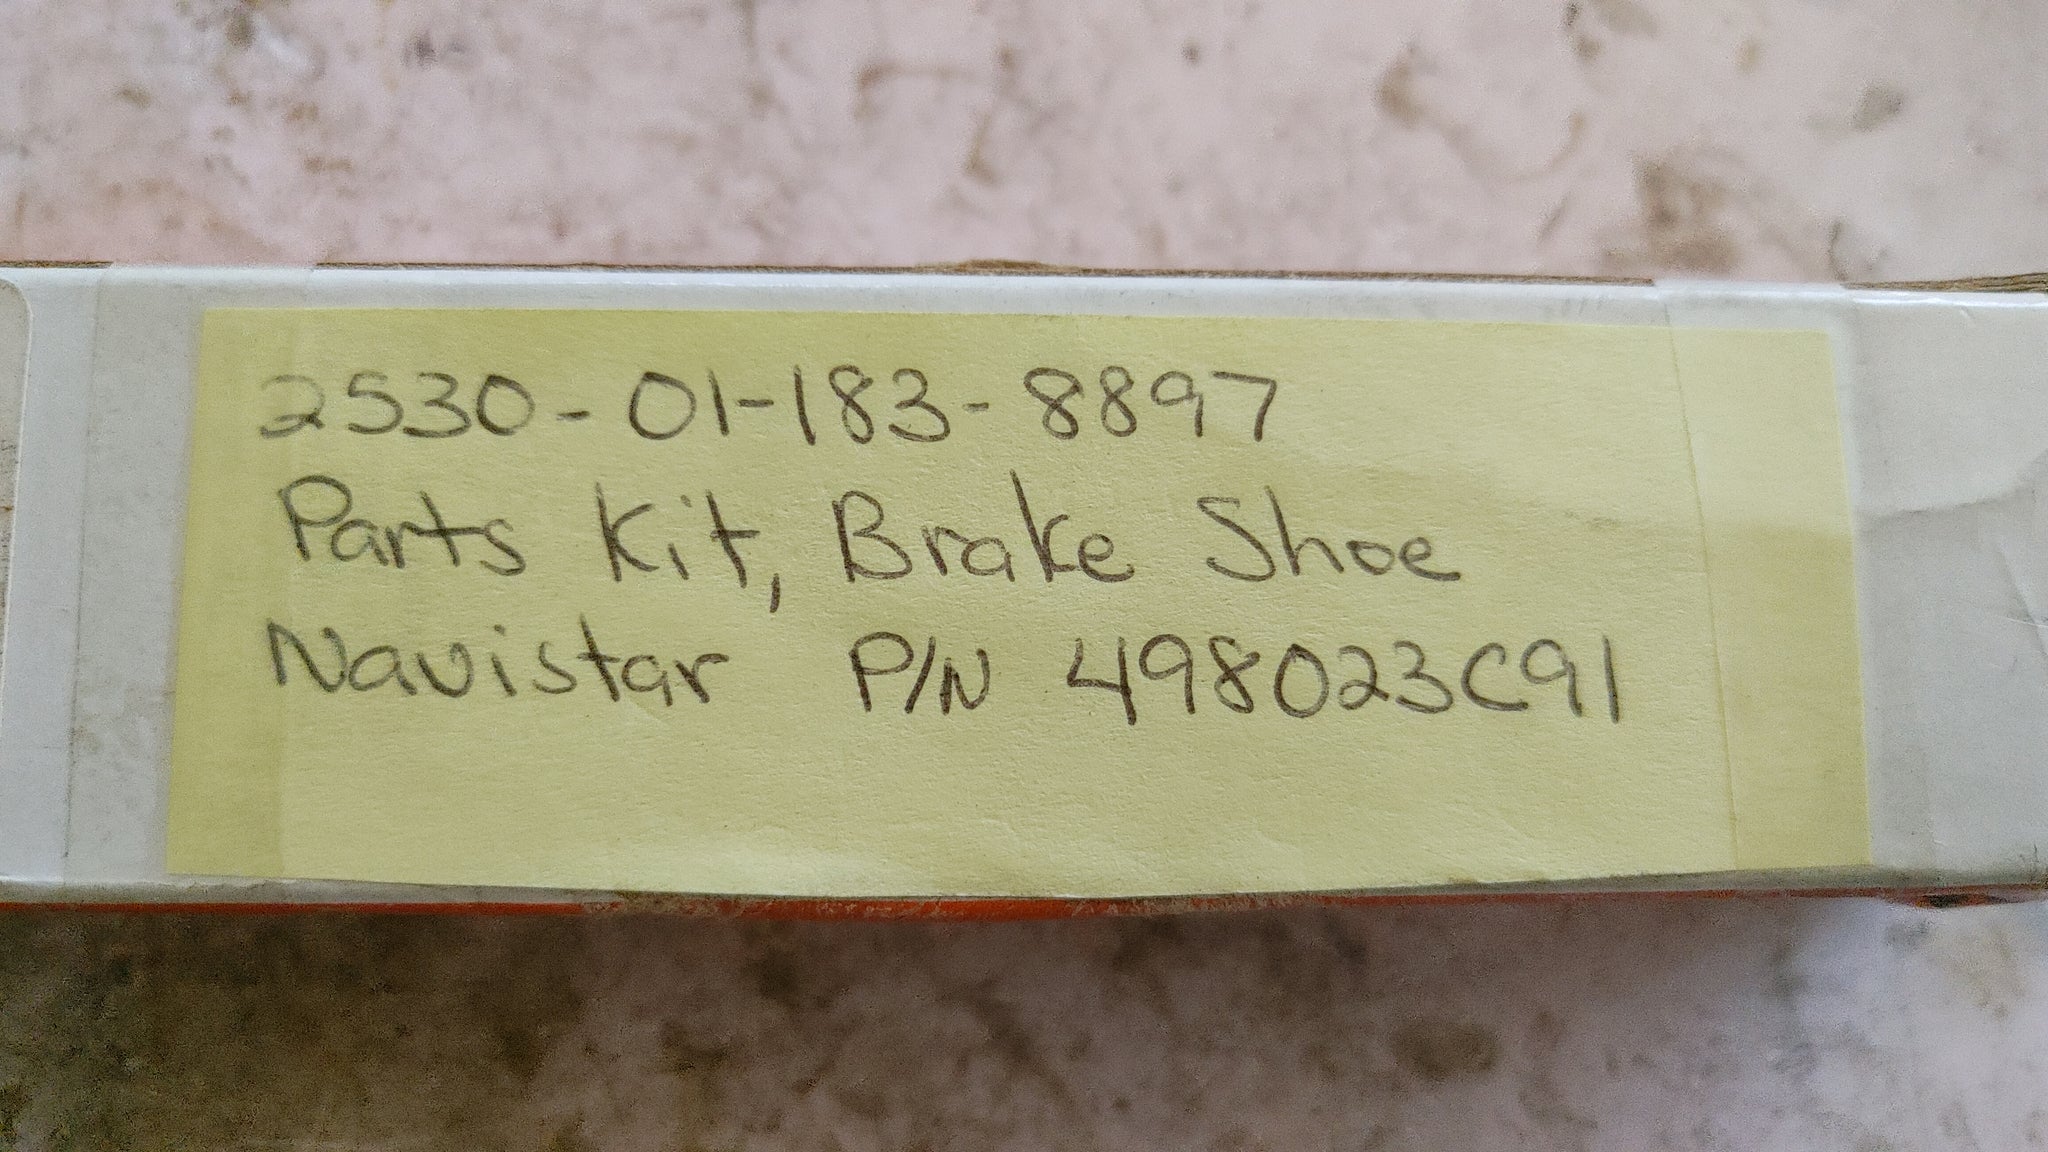 2530-01-183-8897
Parts Kit, Brake Shoe
Navistar P/N 498023C91